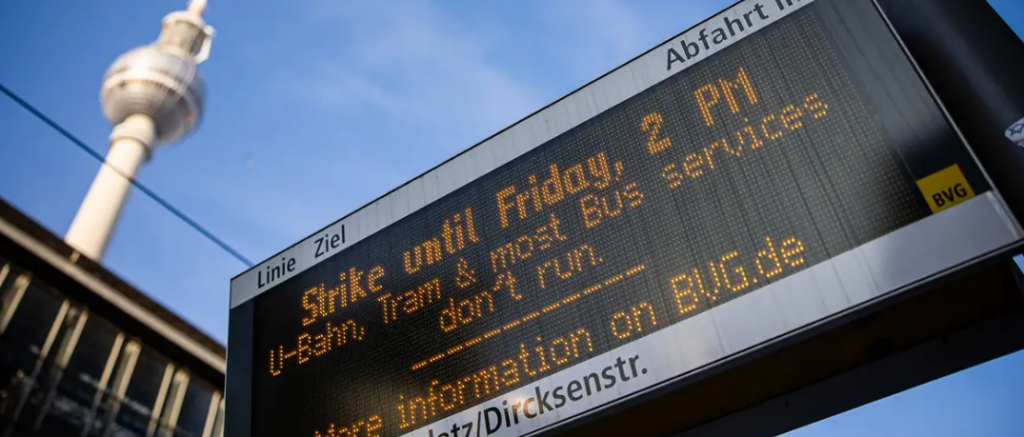 Linie Ziel Abfahrt in
Strike until Friday, 2 PM
U-Bahn, Tram & most Bus services
don't run.
More information on BVG.de
latz/Dircksenstr.
BVG